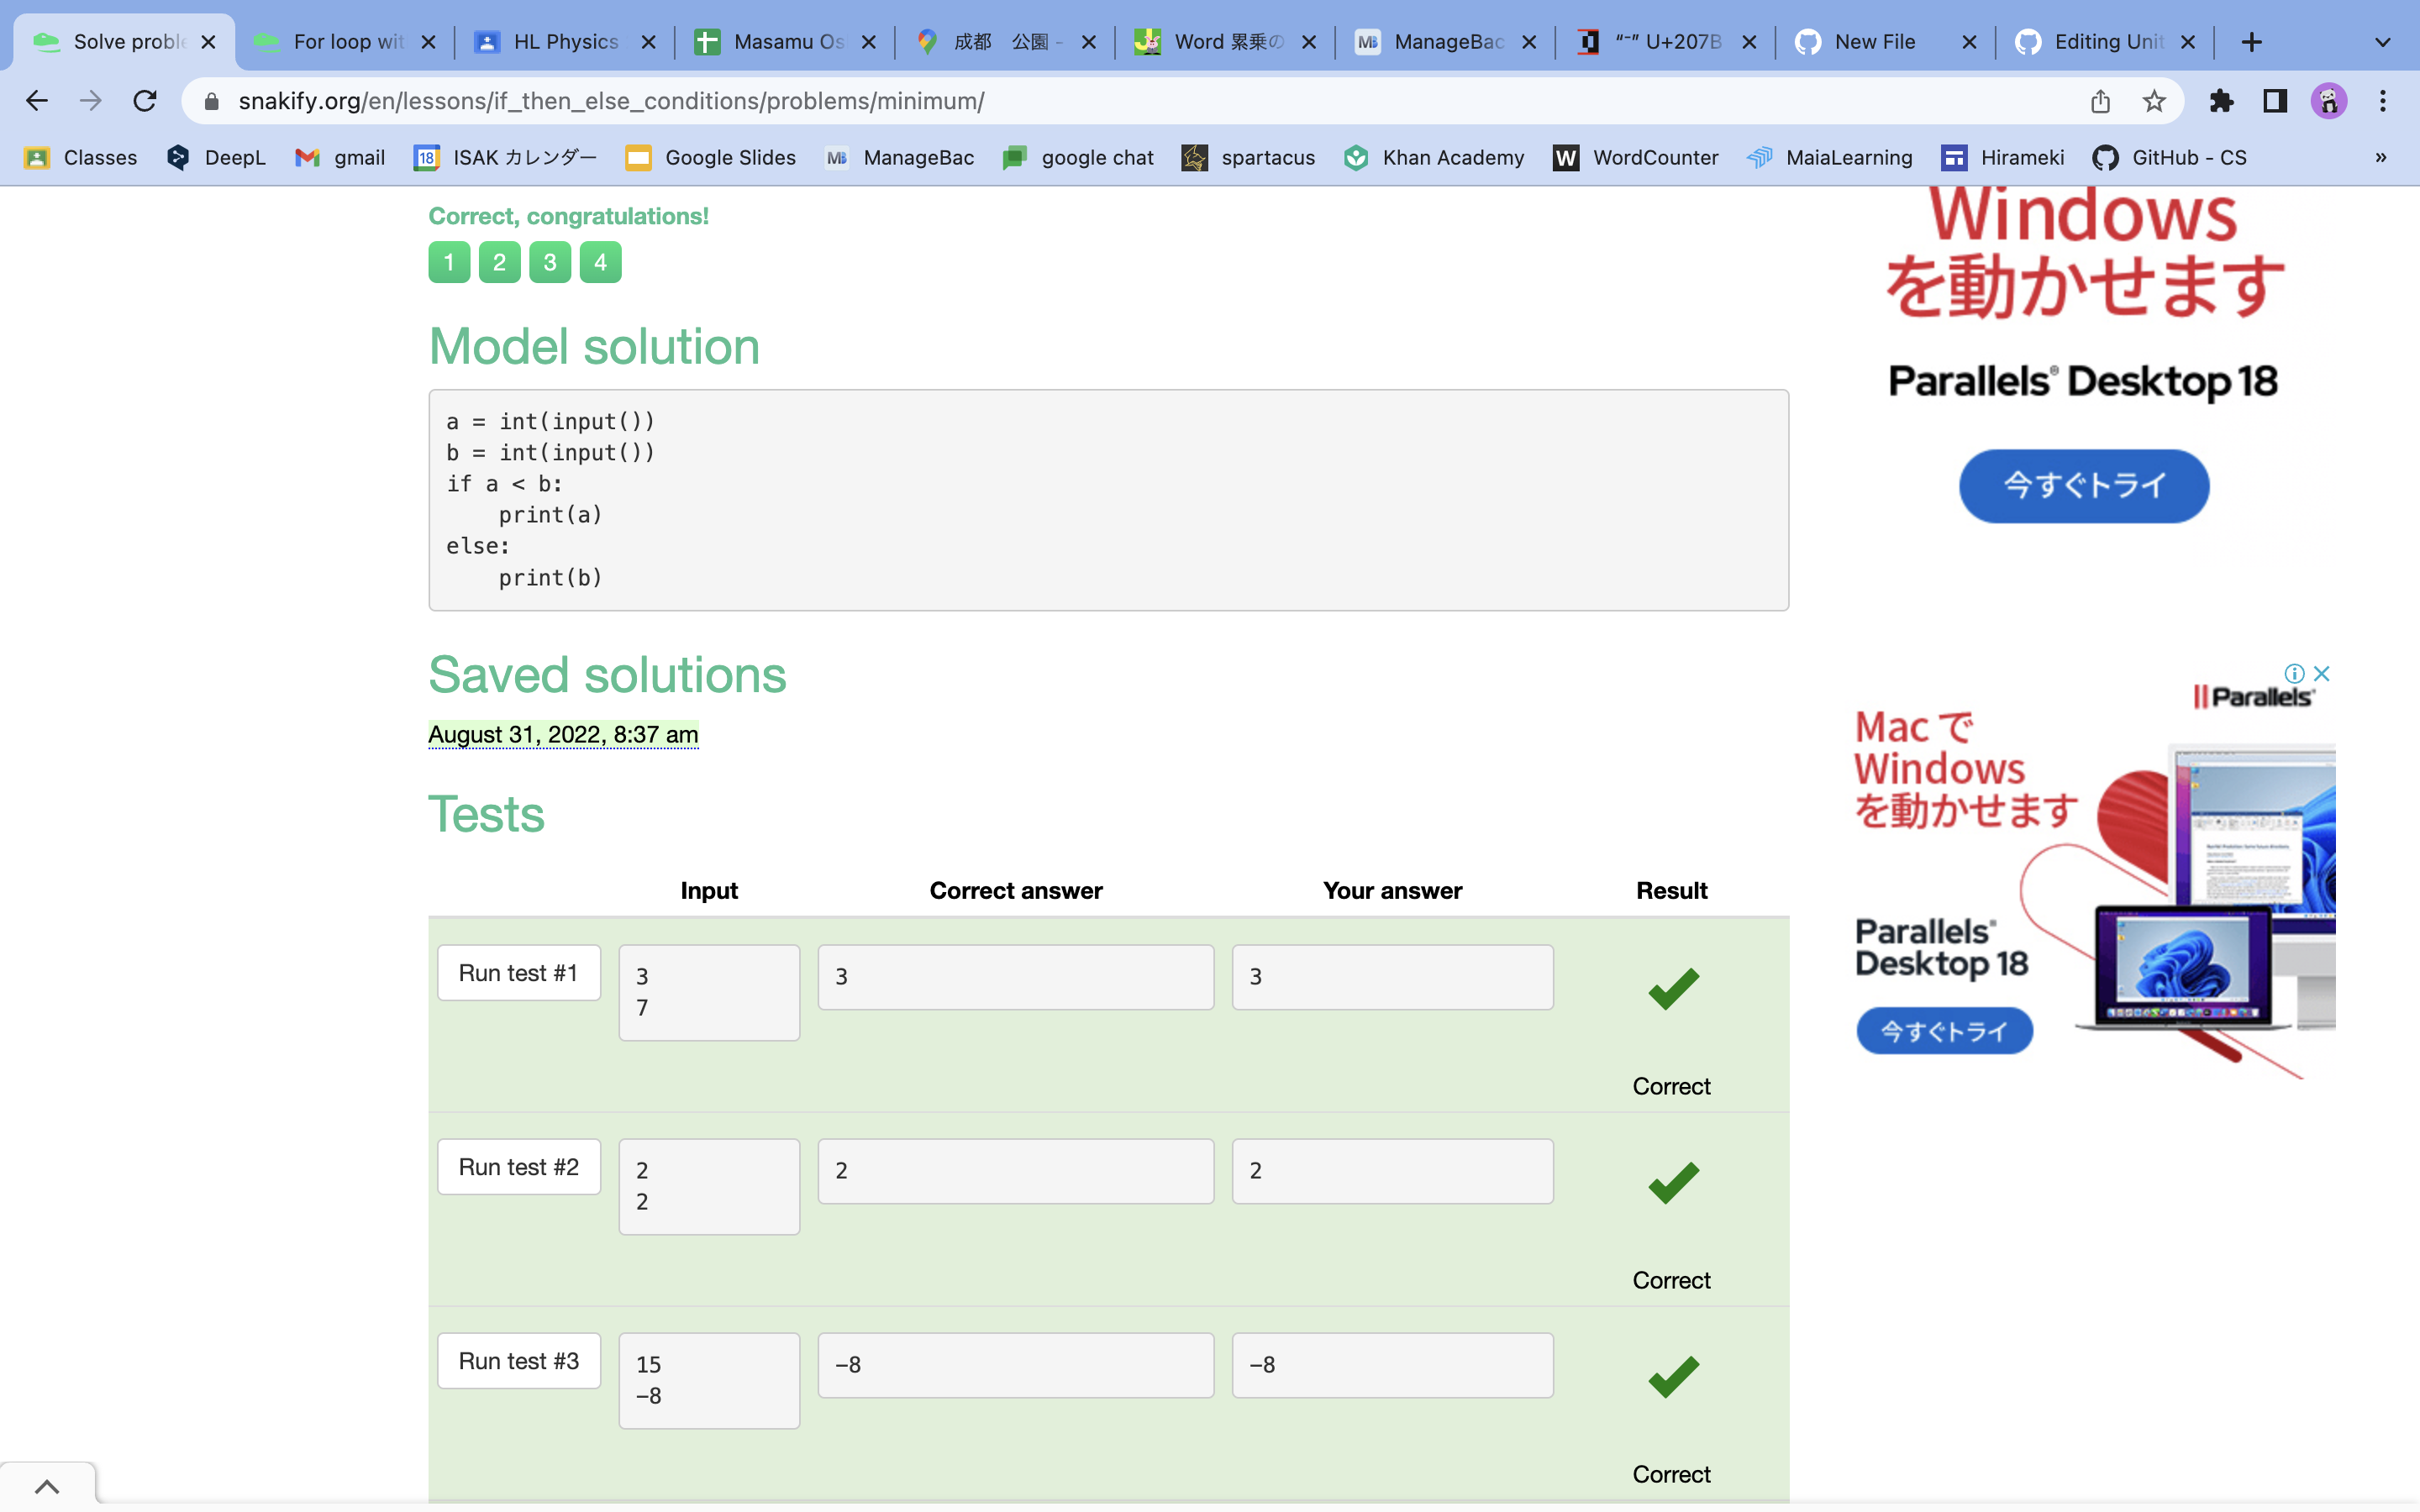 Solve proble
For loop wit
HL Physics
Masamu Os
成都 公園 -
Word 累乗の
ManageBac
“⁻” U+207B
New File
Editing Unit
snakify.org/en/lessons/if_then_else_conditions/problems/minimum/
Classes
DeepL
gmail
18
ISAK カレンダー
Google Slides
MB
ManageBac
google chat
spartacus
Khan Academy
W
WordCounter
MaiaLearning
Hirameki
GitHub - CS
»
Correct, congratulations!
1 2 3 4
Model solution
a = int(input())
b = int(input())
if a < b:
    print(a)
else:
    print(b)
Saved solutions
August 31, 2022, 8:37 am
Tests
Input Correct answer Your answer Result
Run test #1
3
7
3
3
Correct
Run test #2
2
2
2
2
Correct
Run test #3
15
−8
−8
−8
Correct
Windows
を動かせます
Parallels® Desktop 18
今すぐトライ
Parallels®
Mac で
Windows
を動かせます
Parallels®
Desktop 18
今すぐトライ